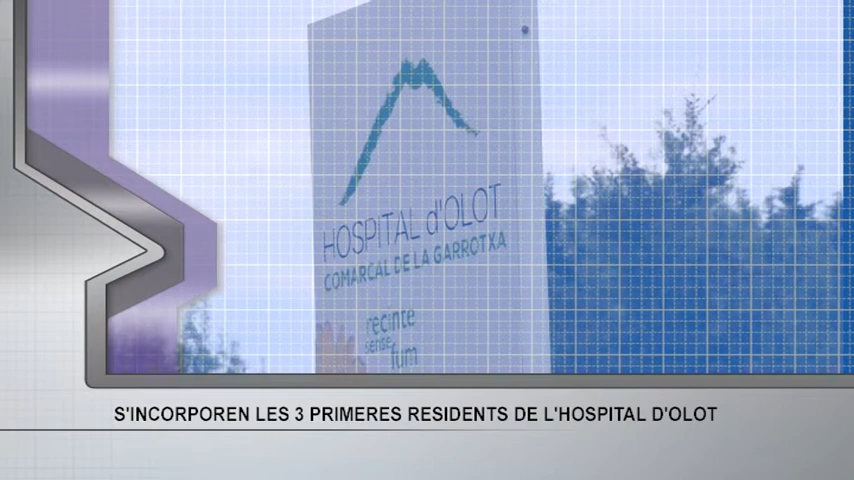 HOSPITAL d'OLOT
COMARCAL DE LA GARROTXA
recinte
sense
fum
S'INCORPOREN LES 3 PRIMERES RESIDENTS DE L'HOSPITAL D'OLOT